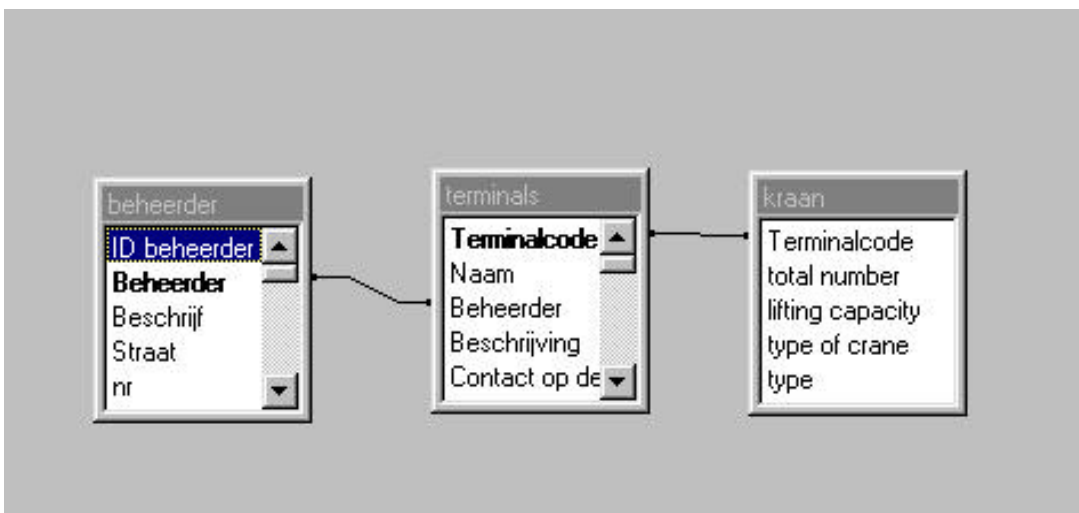 beheerder
ID beheerder
Beheerder
Beschrijf
Straat
nr
terminals
Terminalcode
Naam
Beheerder
Beschrijving
Contact op de
kraan
Terminalcode
total number
lifting capacity
type of crane
type